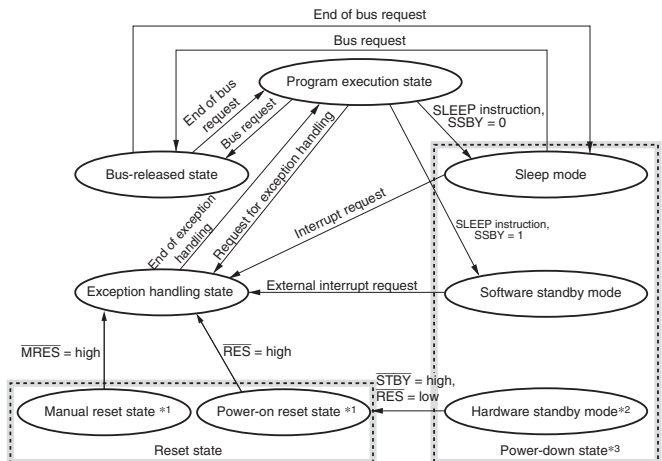 End of bus request
Bus request
Program execution state
End of bus
request
Bus request
SLEEP instruction,
SSBY = 0
Bus-released state
Sleep mode
End of exception
handling
Request for exception handling
Interrupt request
SLEEP instruction,
SSBY = 1
Exception handling state
External interrupt request
Software standby mode
MRES = high
RES = high
STBY = high,
RES = low
Manual reset state *1
Power-on reset state *1
Hardware standby mode*2
Reset state
Power-down state*3